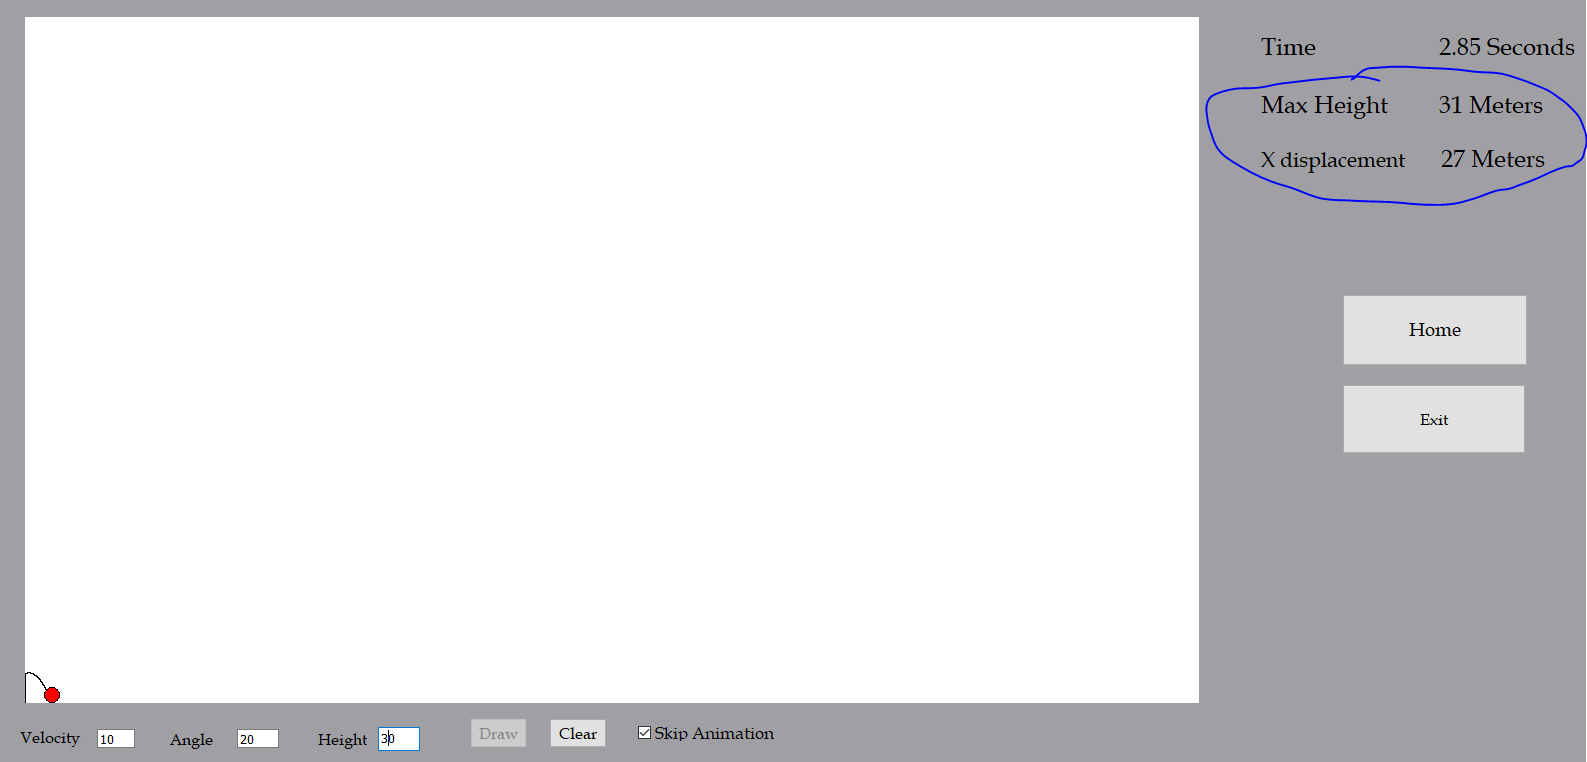 Time 2.85 Seconds
Max Height 31 Meters
X displacement 27 Meters
Home
Exit
Velocity 10 Angle 20 Height 30 Draw Clear Skip Animation